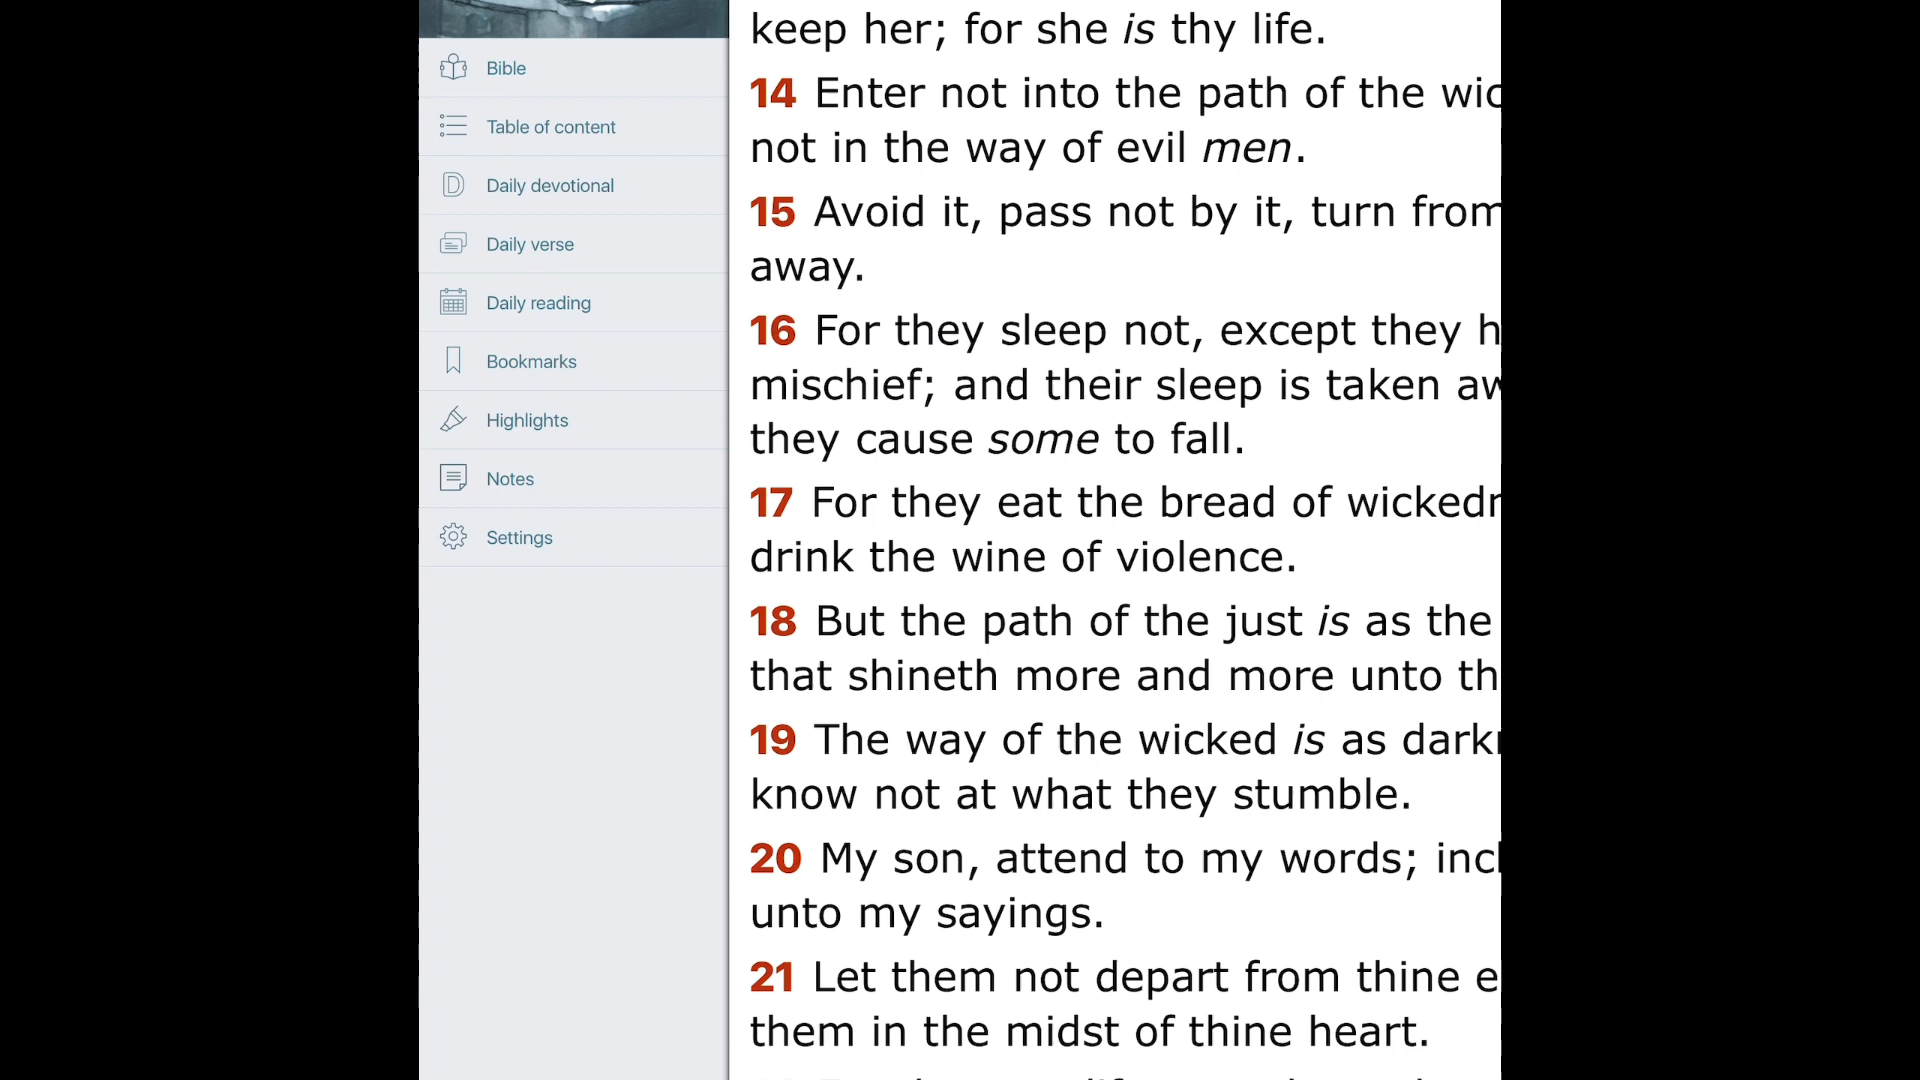 Bible
Table of content
Daily devotional
Daily verse
Daily reading
Bookmarks
Highlights
Notes
Settings
keep her; for she is thy life.
14 Enter not into the path of the
not in the way of evil men.
15 Avoid it, pass not by it, turn from
away.
16 For they sleep not, except they
mischief; and their sleep is taken
they cause some to fall.
17 For they eat the bread of
drink the wine of violence.
18 But the path of the just is as the
that shineth more and more unto
19 The way of the wicked is as
know not at what they stumble.
20 My son, attend to my words;
unto my sayings.
21 Let them not depart from thine
them in the midst of thine heart.